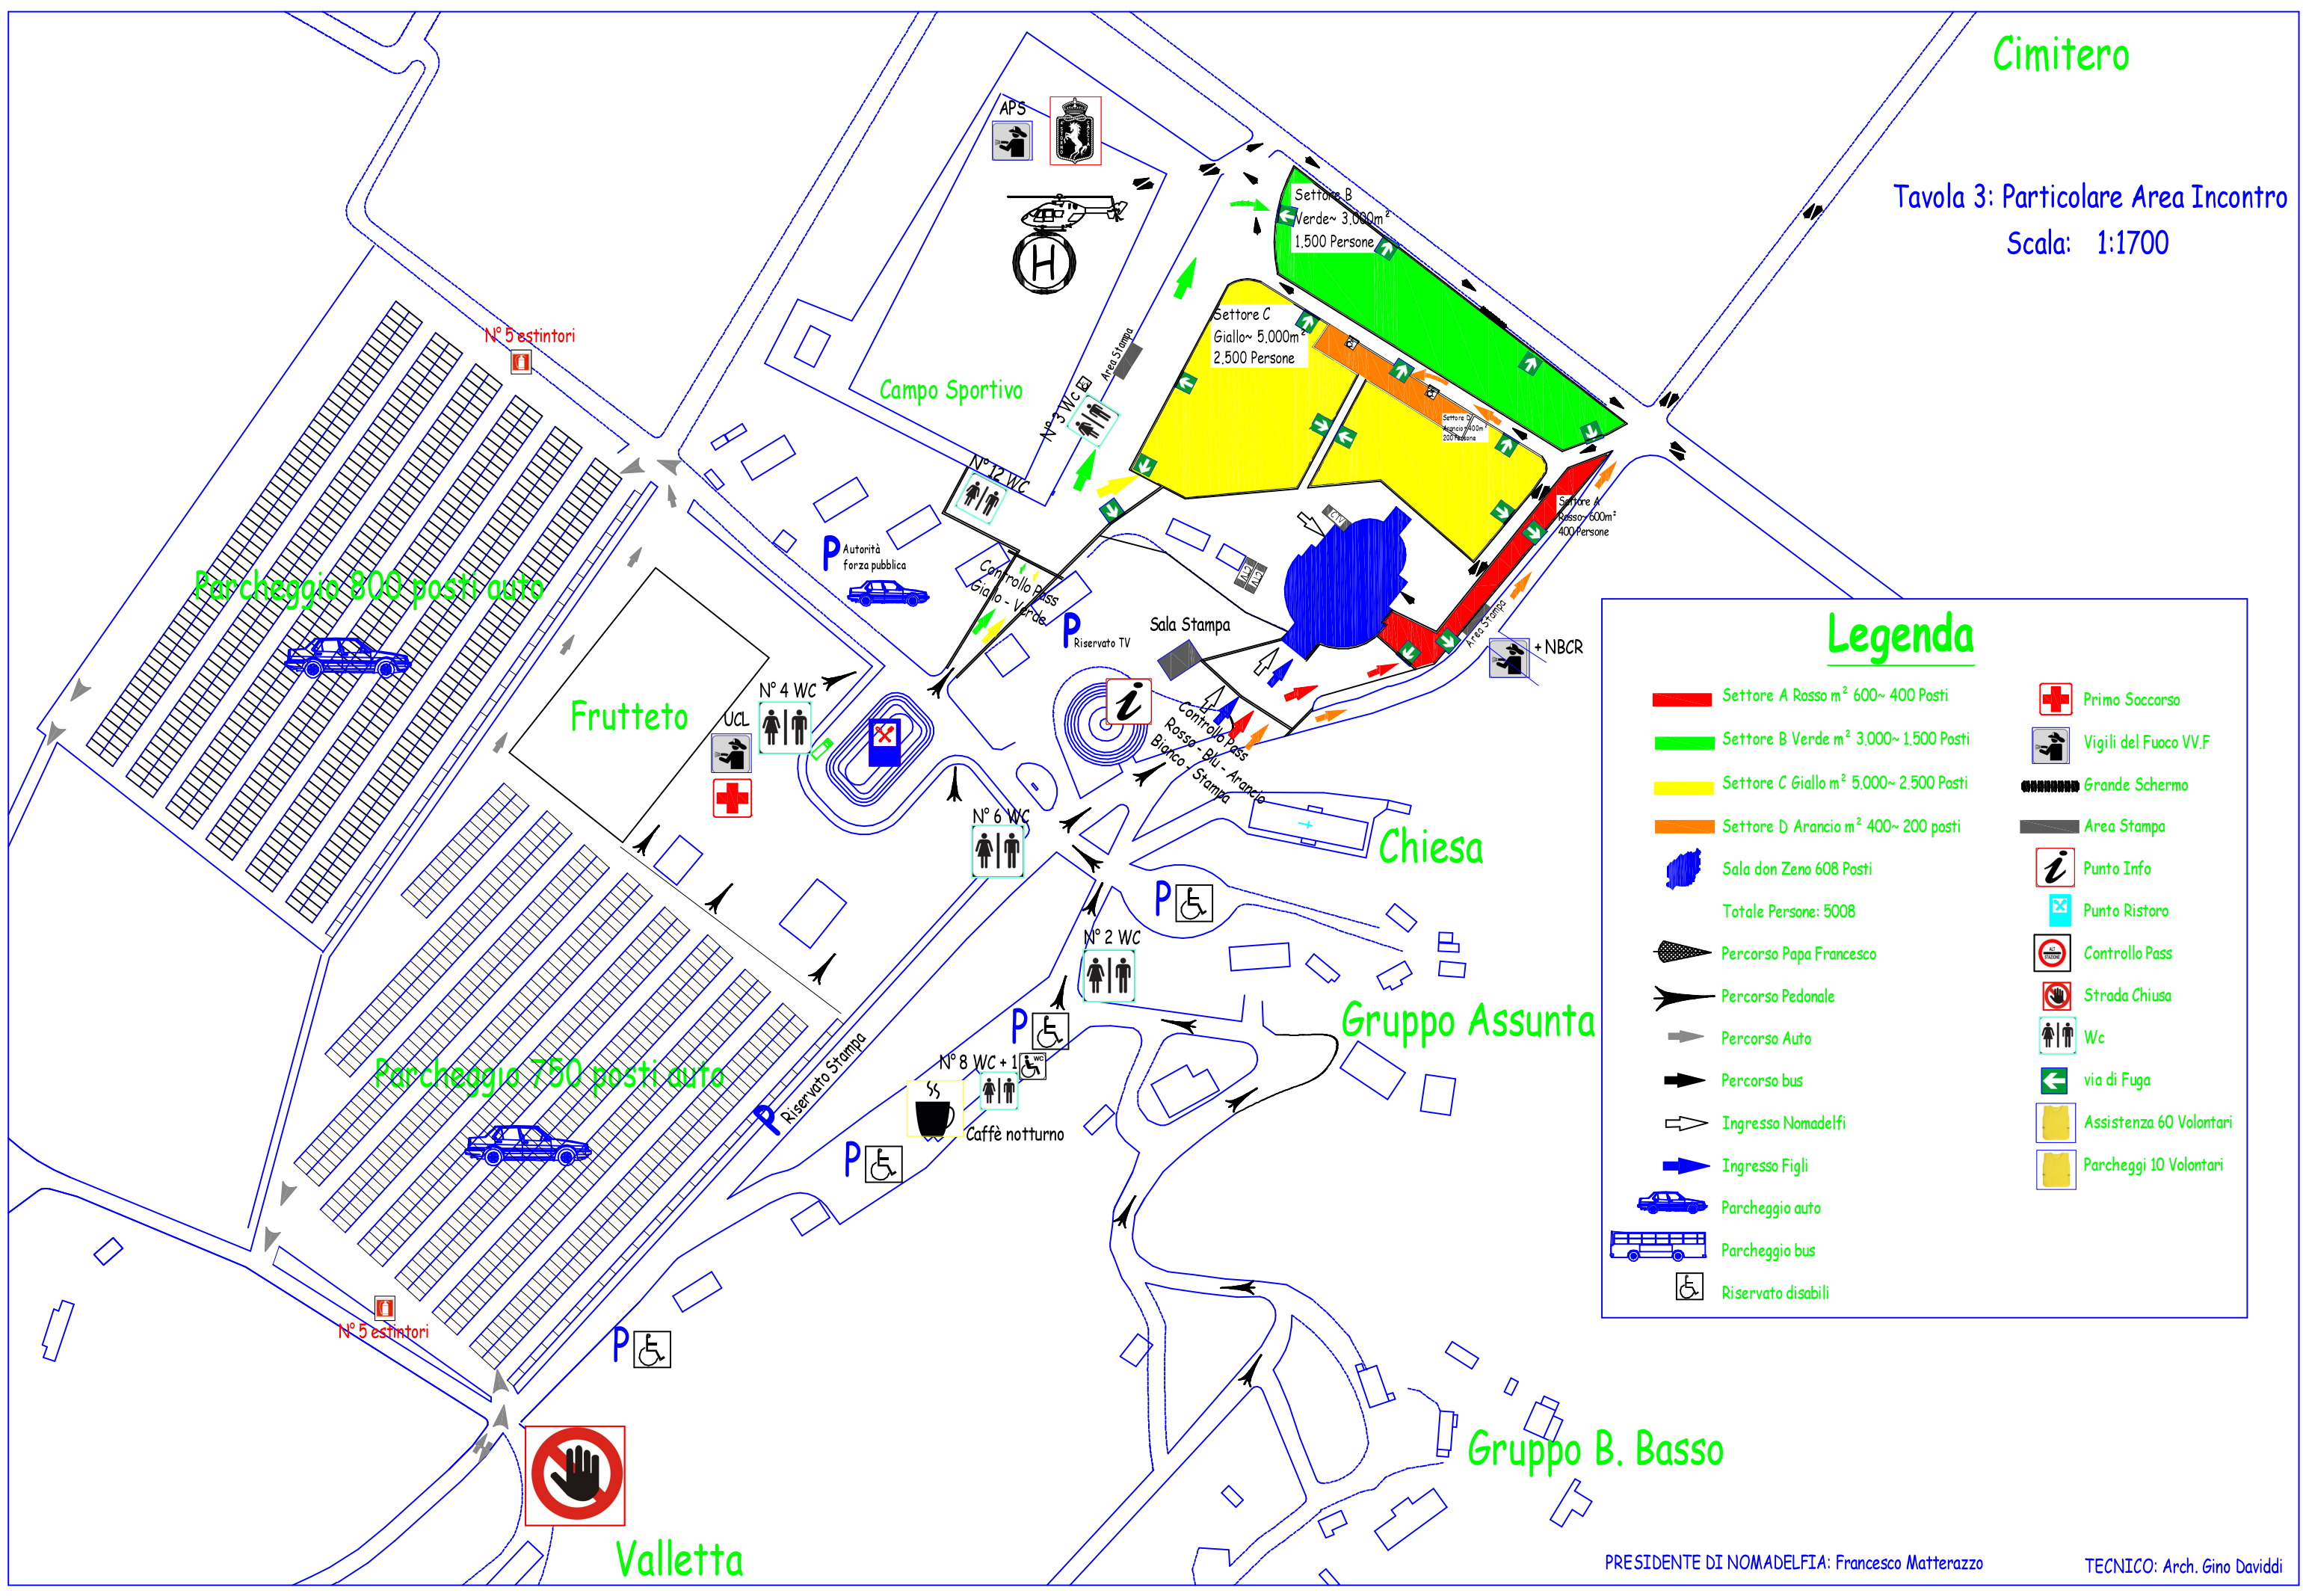 Cimitero
Tavola 3: Particolare Area Incontro
Scala: 1:1700
APS
H
Settore B
Verde~ 3.000m²
1.500 Persone
Settore C
Giallo~ 5.000m²
2.500 Persone
Area Stampa
N° 3 Wc
Campo Sportivo
N° 5 estintori
Settore D
Arancio~400m²
200 Persone
N° 12 WC
Settore A
Rosso~600m²
400 Persone
CTV
CTV
CTV
P Autorità
forza pubblica
Controllo Pass
Giallo - Verde
Parcheggio 800 posti auto
P Riservato TV
Sala Stampa
Area Stampa
+ NBCR
N° 4 WC
UCL
Frutteto
i
Controllo Pass
Rosso - Blu - Arancio
Bianco - Stampa
N° 6 WC
Chiesa
P
N° 2 WC
P
Gruppo Assunta
Parcheggio 750 posti auto
P Riservato Stampa
N° 8 WC + 1
WC
Caffè notturno
P
N° 5 estintori
P
Gruppo B. Basso
Valletta
Legenda
Settore A Rosso m² 600~ 400 Posti
Settore B Verde m² 3.000~ 1.500 Posti
Settore C Giallo m² 5.000~ 2.500 Posti
Settore D Arancio m² 400~ 200 posti
Sala don Zeno 608 Posti
Totale Persone: 5008
Percorso Papa Francesco
Percorso Pedonale
Percorso Auto
Percorso bus
Ingresso Nomadelfi
Ingresso Figli
Parcheggio auto
Parcheggio bus
Riservato disabili
Primo Soccorso
Vigili del Fuoco VV.F
Grande Schermo
Area Stampa
i Punto Info
Punto Ristoro
Controllo Pass
Strada Chiusa
Wc
via di Fuga
Assistenza 60 Volontari
Parcheggi 10 Volontari
PRESIDENTE DI NOMADELFIA: Francesco Matterazzo
TECNICO: Arch. Gino Daviddi